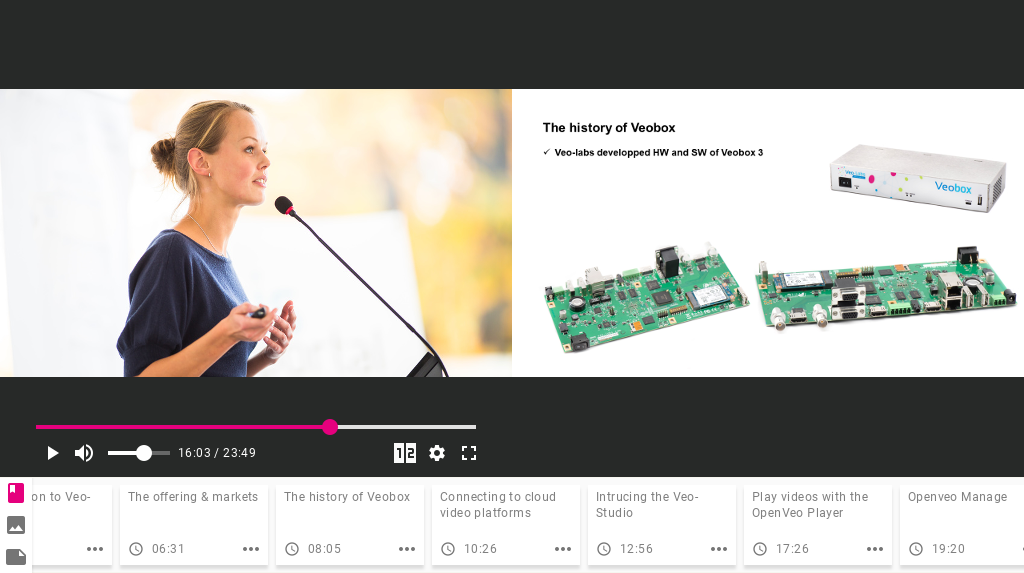 The history of Veobox
✓ Veo-labs developped HW and SW of Veobox 3
Veobox
16:03 / 23:49
1 2
on to Veo-
The offering & markets
06:31
The history of Veobox
08:05
Connecting to cloud
video platforms
10:26
Intrucing the Veo-
Studio
12:56
Play videos with the
OpenVeo Player
17:26
Openveo Manage
19:20